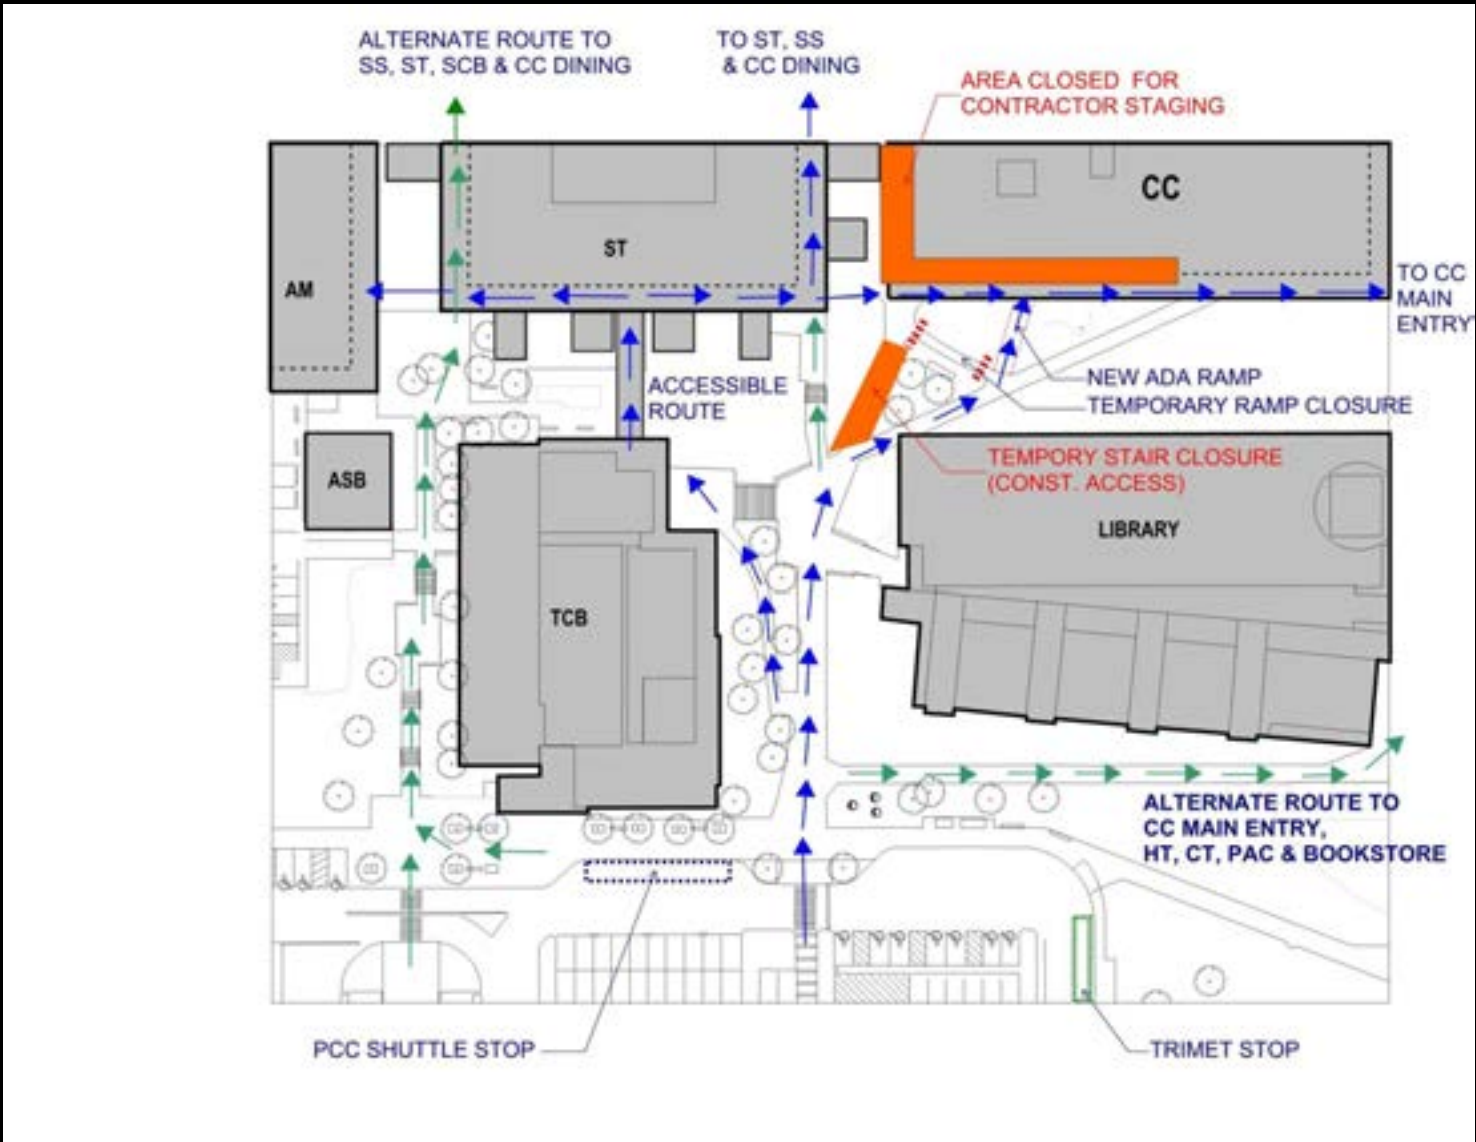 ALTERNATE ROUTE TO
SS, ST, SCB & CC DINING
TO ST, SS
& CC DINING
AREA CLOSED FOR
CONTRACTOR STAGING
CC
ST
AM
TO CC
MAIN
ENTRY
ACCESSIBLE
ROUTE
NEW ADA RAMP
TEMPORARY RAMP CLOSURE
TEMPORY STAIR CLOSURE
(CONST. ACCESS)
ASB
LIBRARY
TCB
ALTERNATE ROUTE TO
CC MAIN ENTRY,
HT, CT, PAC & BOOKSTORE
PCC SHUTTLE STOP
TRIMET STOP